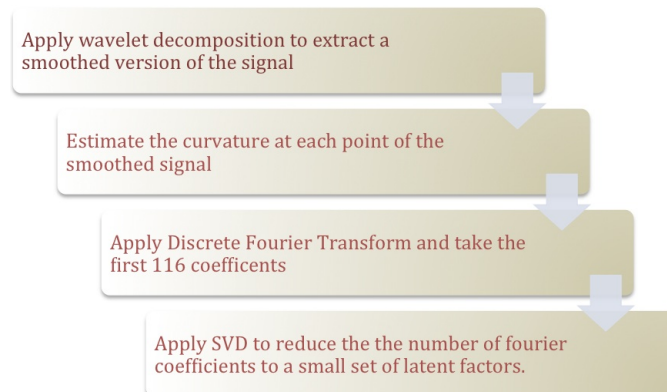 Apply wavelet decomposition to extract a
smoothed version of the signal
Estimate the curvature at each point of the
smoothed signal
Apply Discrete Fourier Transform and take the
first 116 coefficents
Apply SVD to reduce the the number of fourier
coefficients to a small set of latent factors.